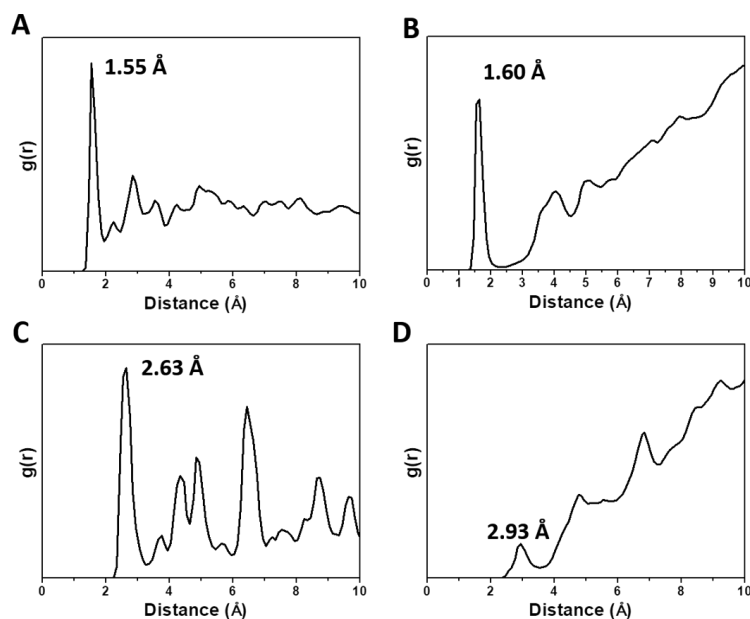 A
1.55 Å
g(r)
0 2 4 6 8 10
Distance (Å)
B
1.60 Å
g(r)
0 1 2 3 4 5 6 7 8 9 10
Distance (Å)
C
2.63 Å
g(r)
0 2 4 6 8 10
Distance (Å)
D
2.93 Å
g(r)
0 2 4 6 8 10
Distance (Å)